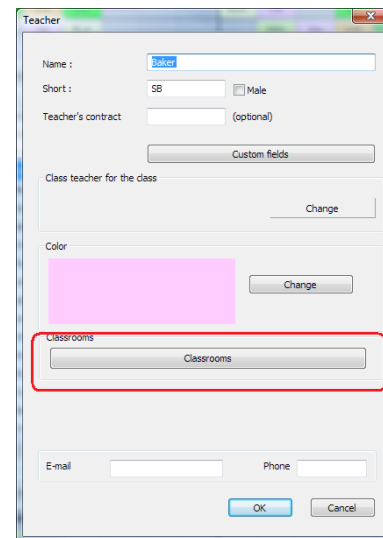 Teacher
Name :
Baker
Short :
SB
Male
Teacher's contract
(optional)
Custom fields
Class teacher for the class
Change
Color
Change
Classrooms
Classrooms
E-mail
Phone
OK
Cancel